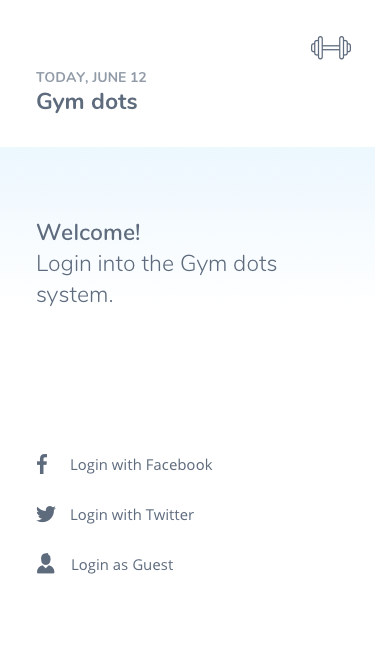 TODAY, JUNE 12
Gym dots
Welcome!
Login into the Gym dots
system.
Login with Facebook
Login with Twitter
Login as Guest